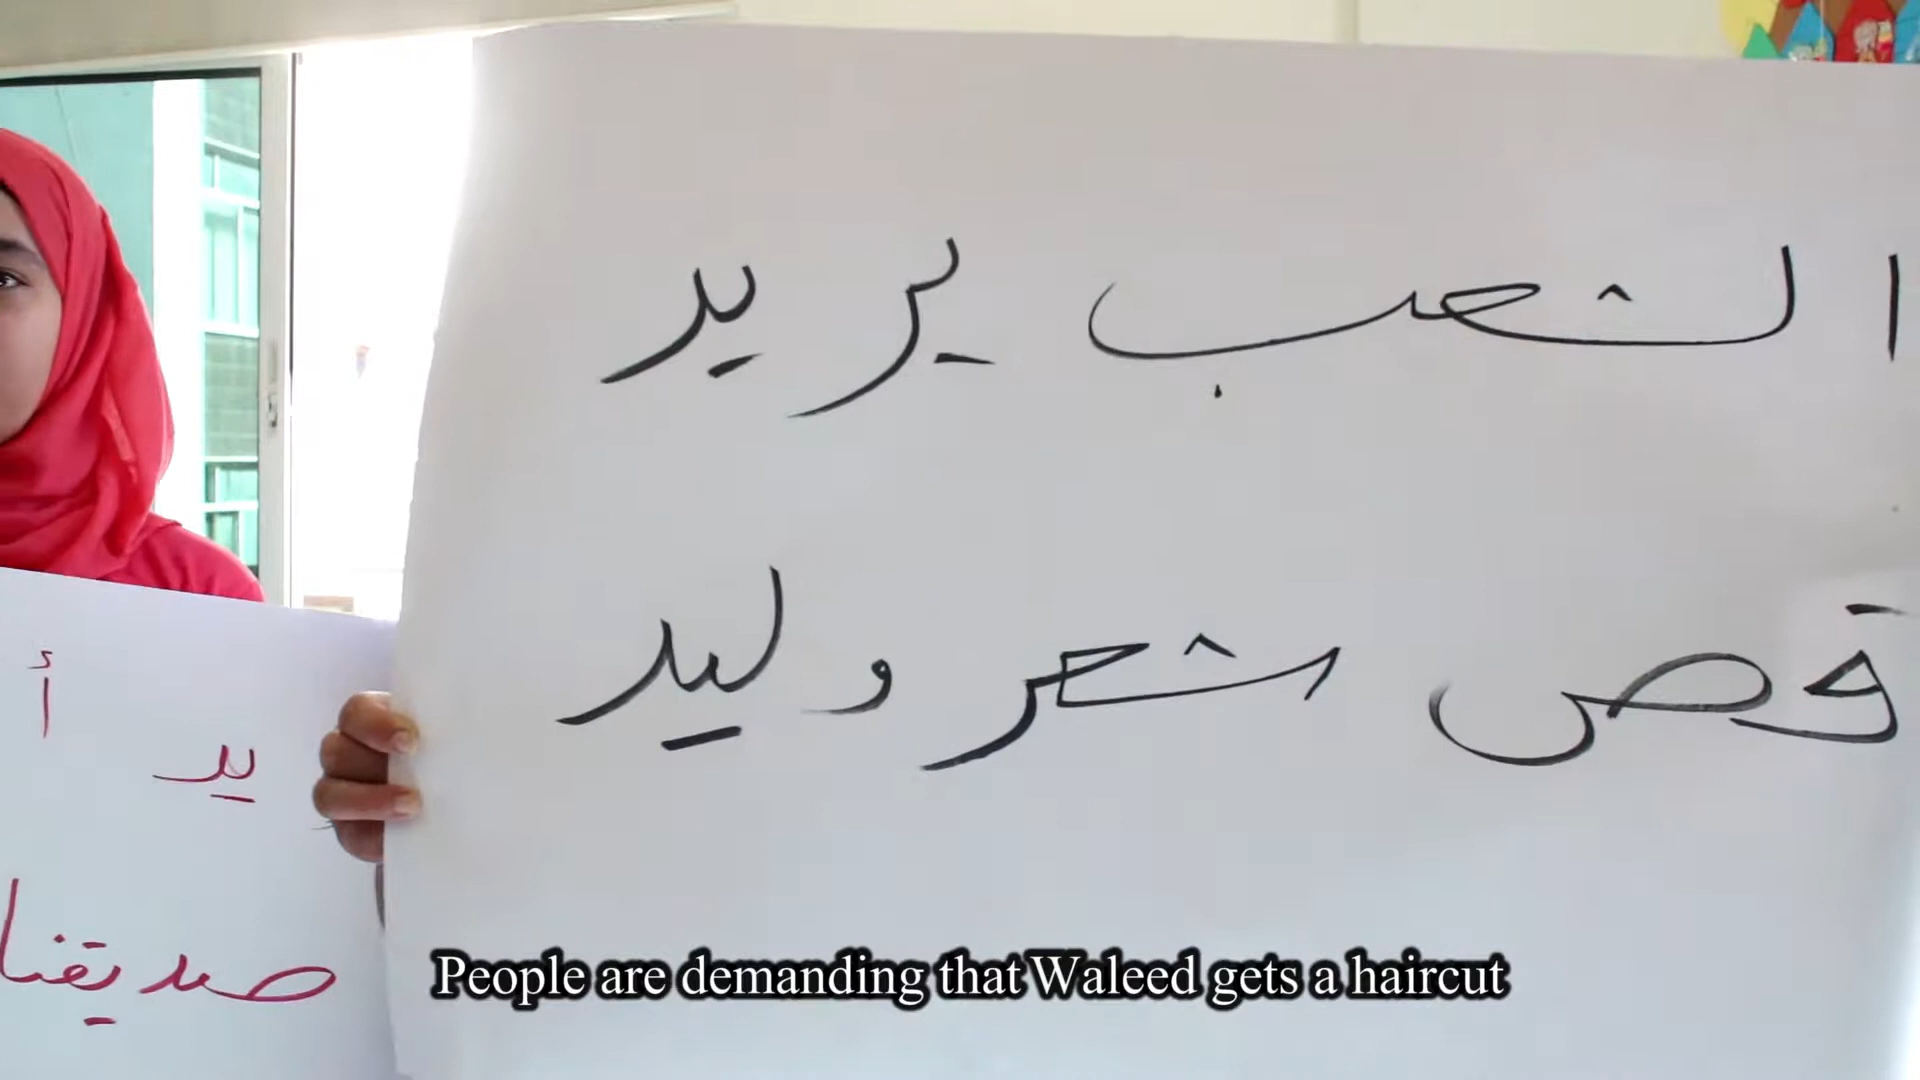 الشعب يريد
قص شعر وليد
أ
يد
صديقنا
People are demanding that Waleed gets a haircut